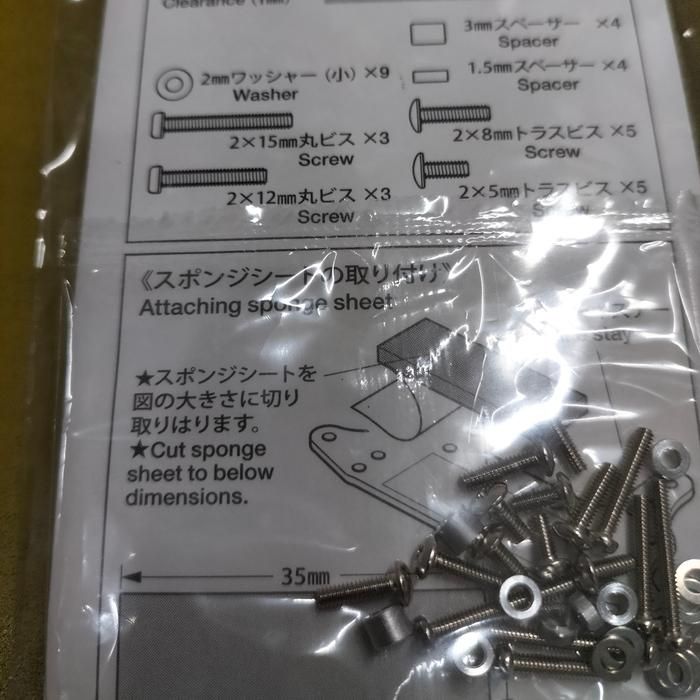 3mmスペーサー ×4
Spacer
2mmワッシャー（小）×9
Washer
1.5mmスペーサー×4
Spacer
2×15mm丸ビス ×3
Screw
2×8mmトラスビス ×5
Screw
2×12mm丸ビス ×3
Screw
2×5mmトラスビス ×5
《スポンジシートの取り付け》
Attaching sponge sheet
stay
★スポンジシートを
図の大きさに切り
取りはります。
★Cut sponge
sheet to below
dimensions.
35mm